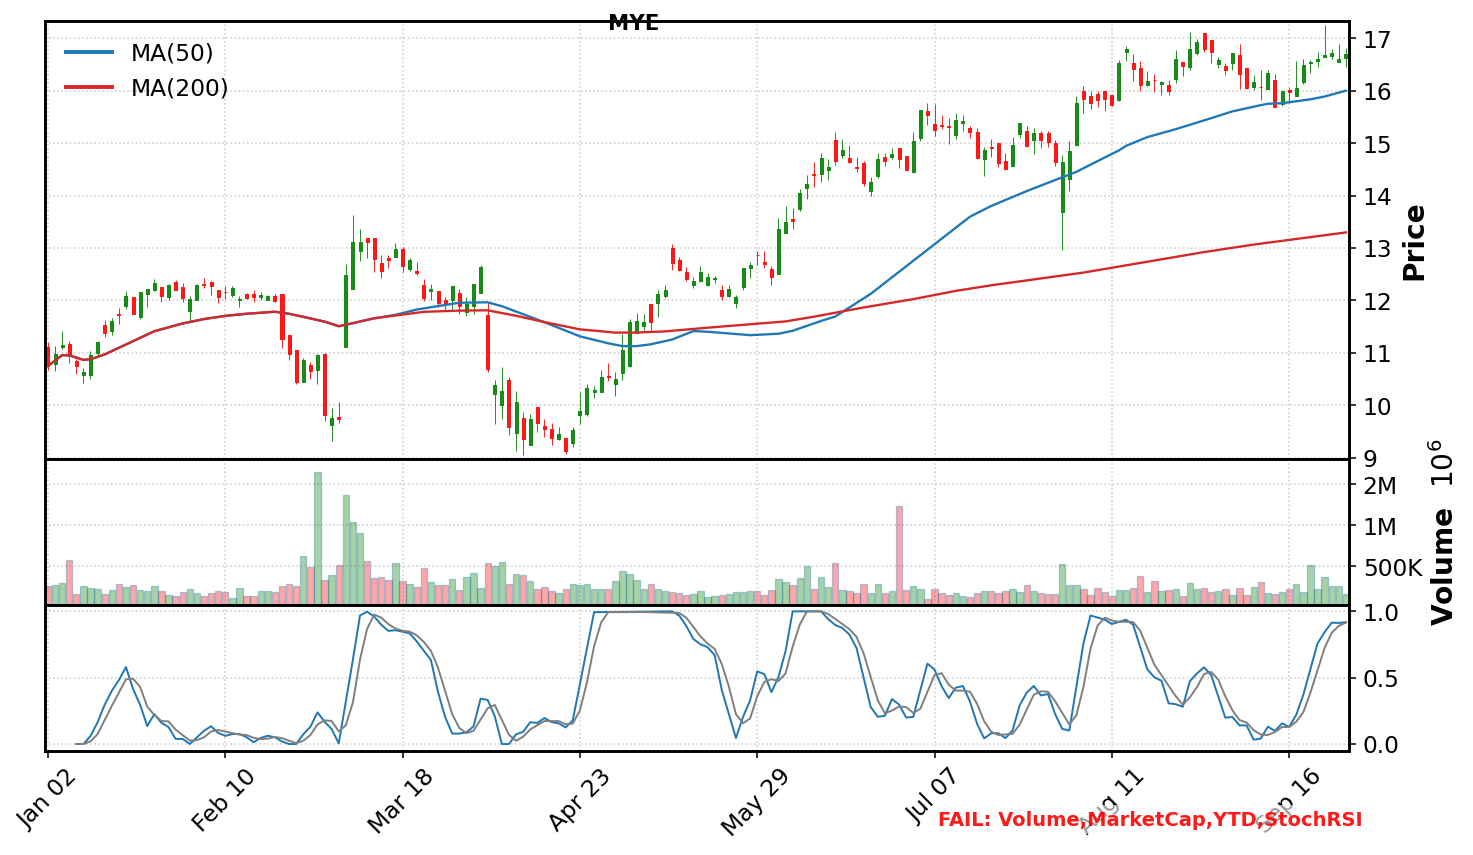 MYE
MA(50)
MA(200)
17
16
15
14
13
12
11
10
9
Price
10⁶
2M
1M
500K
Volume
1.0
0.5
0.0
Jan 02
Feb 10
Mar 18
Apr 23
May 29
Jul 07
Aug 11
Sep 16
FAIL: Volume,MarketCap,YTD,StochRSI